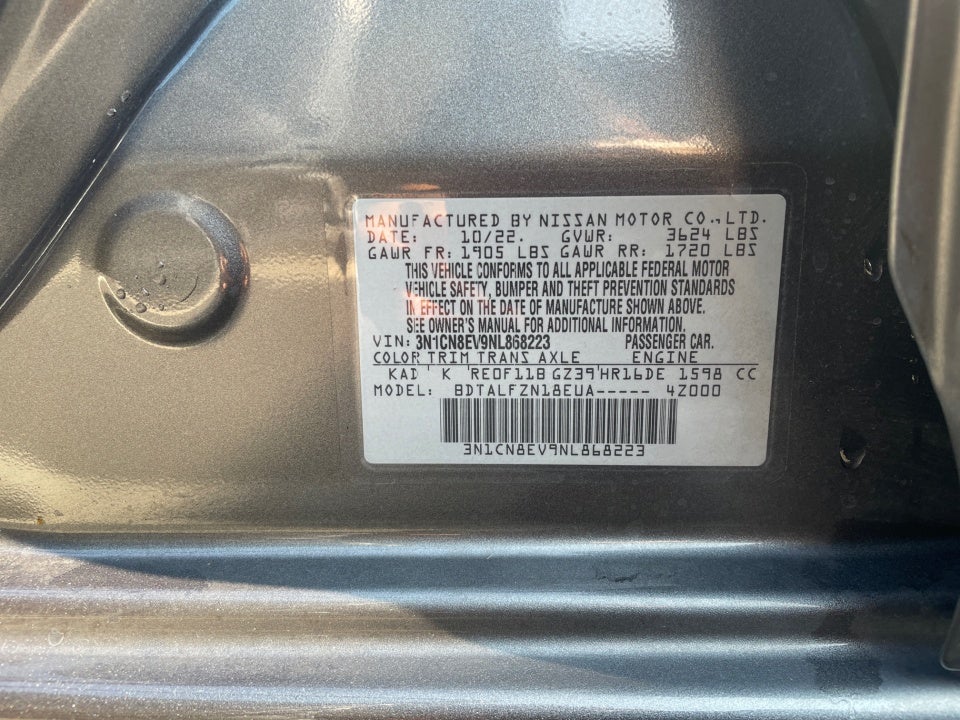 MANUFACTURED BY NISSAN MOTOR CO.,LTD.
DATE: 10/22. GVWR: 3624 LBS
GAWR FR: 1905 LBS GAWR RR: 1720 LBS
THIS VEHICLE CONFORMS TO ALL APPLICABLE FEDERAL MOTOR
VEHICLE SAFETY, BUMPER AND THEFT PREVENTION STANDARDS
IN EFFECT ON THE DATE OF MANUFACTURE SHOWN ABOVE.
SEE OWNER'S MANUAL FOR ADDITIONAL INFORMATION.
VIN: 3N1CN8EV9NL868223 PASSENGER CAR.
COLOR TRIM TRANS AXLE ENGINE
KAD K RE0F11B GZ39 HR16DE 1598 CC
MODEL: BDTALFZN18EUA----- 4Z000
3N1CN8EV9NL868223